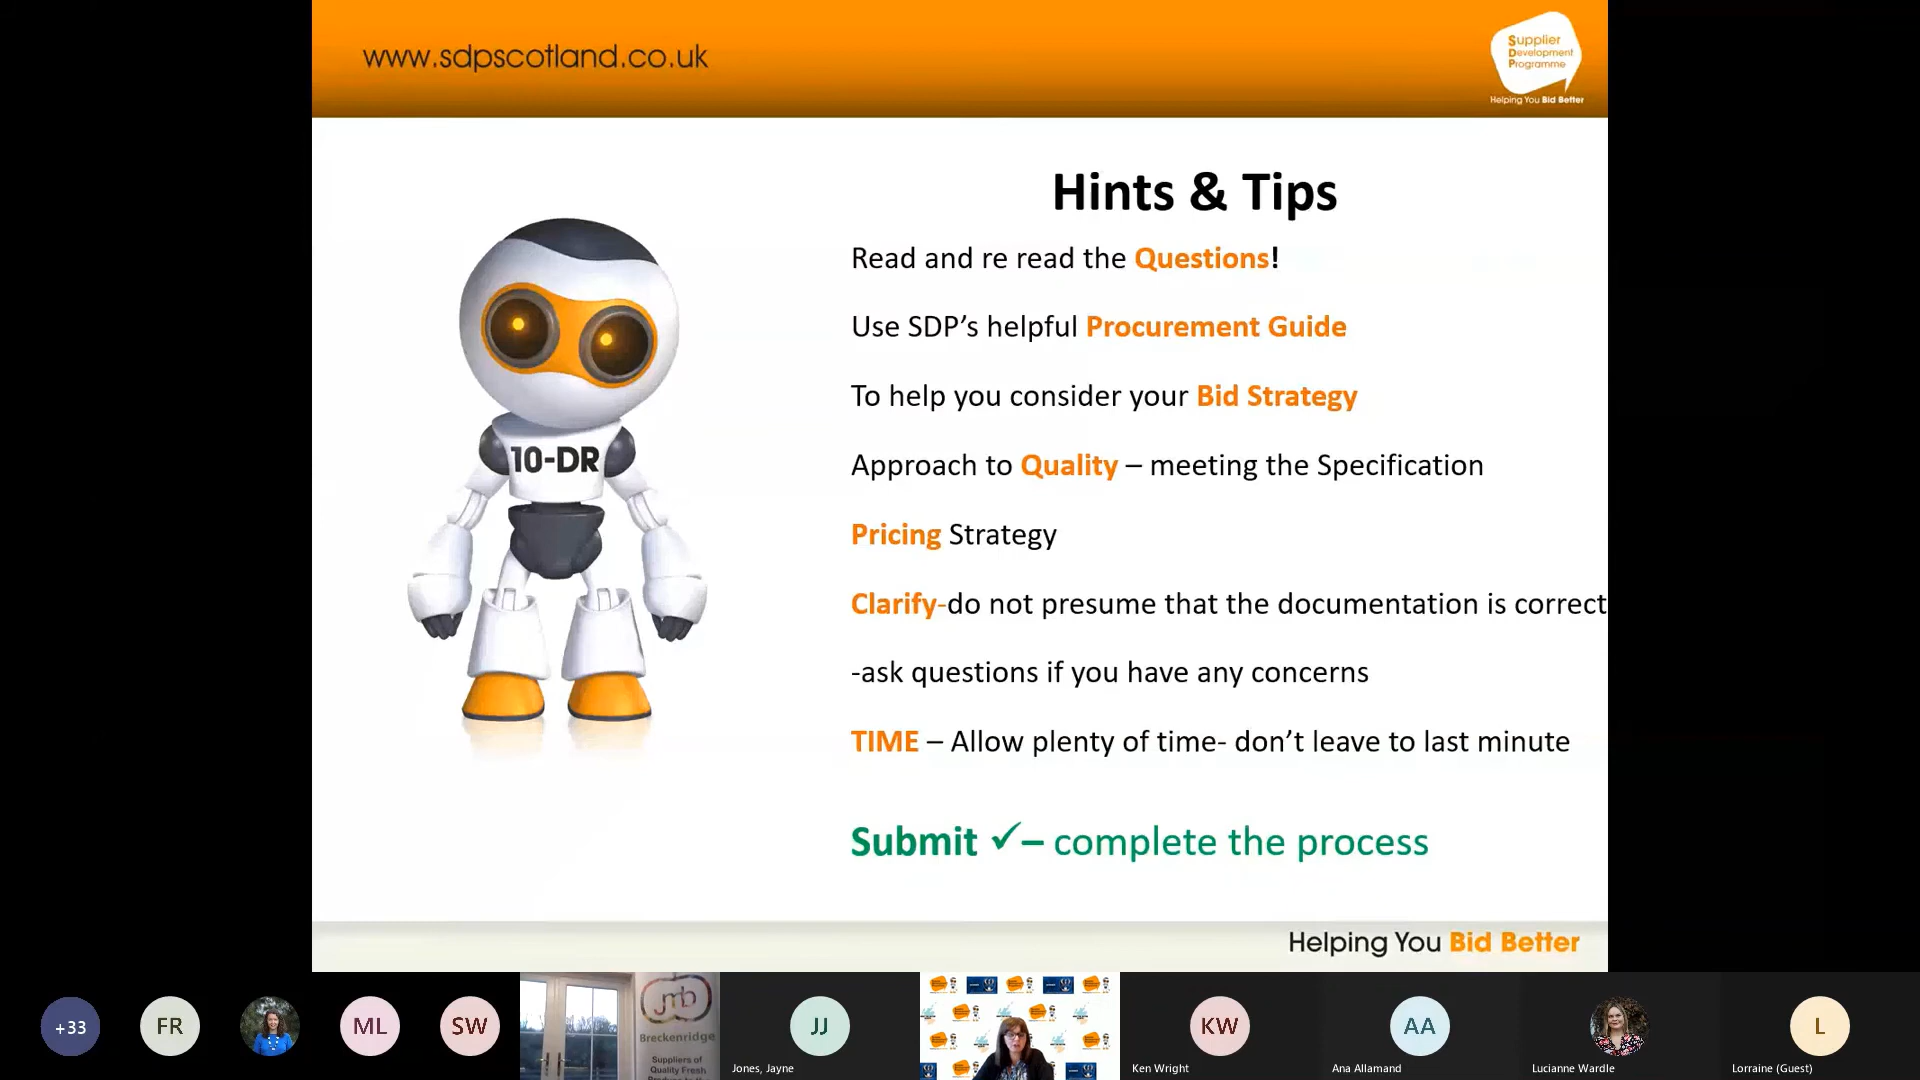 www.sdpscotland.co.uk
Supplier
Development
Programme
Helping You Bid Better
Hints & Tips
Read and re read the Questions!
Use SDP’s helpful Procurement Guide
To help you consider your Bid Strategy
Approach to Quality – meeting the Specification
Pricing Strategy
Clarify-do not presume that the documentation is correct
-ask questions if you have any concerns
TIME – Allow plenty of time- don’t leave to last minute
Submit ✓– complete the process
10-DR
Helping You Bid Better
+33
FR
ML
SW
jmb
Breckenridge
Suppliers of
Quality Fresh
JJ
Jones, Jayne
KW
Ken Wright
AA
Ana Allamand
Lucianne Wardle
L
Lorraine (Guest)